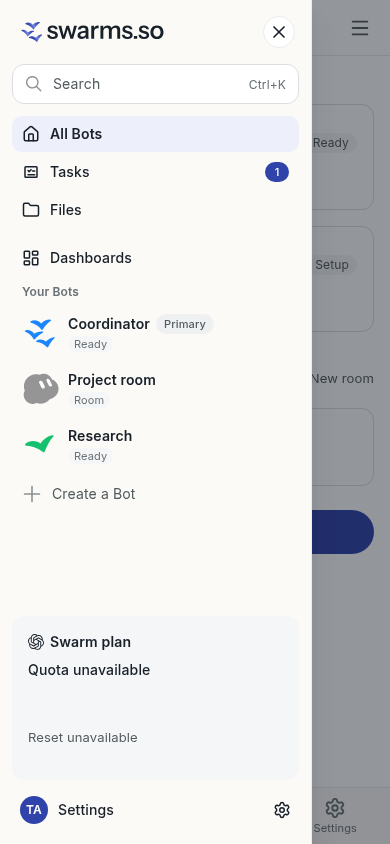 swarms.so
Search Ctrl+K
All Bots
Tasks 1
Files
Dashboards
Your Bots
Coordinator Primary
Ready
Project room
Room
Research
Ready
Create a Bot
Swarm plan
Quota unavailable
Reset unavailable
TA Settings
Ready
Setup
New room
Settings